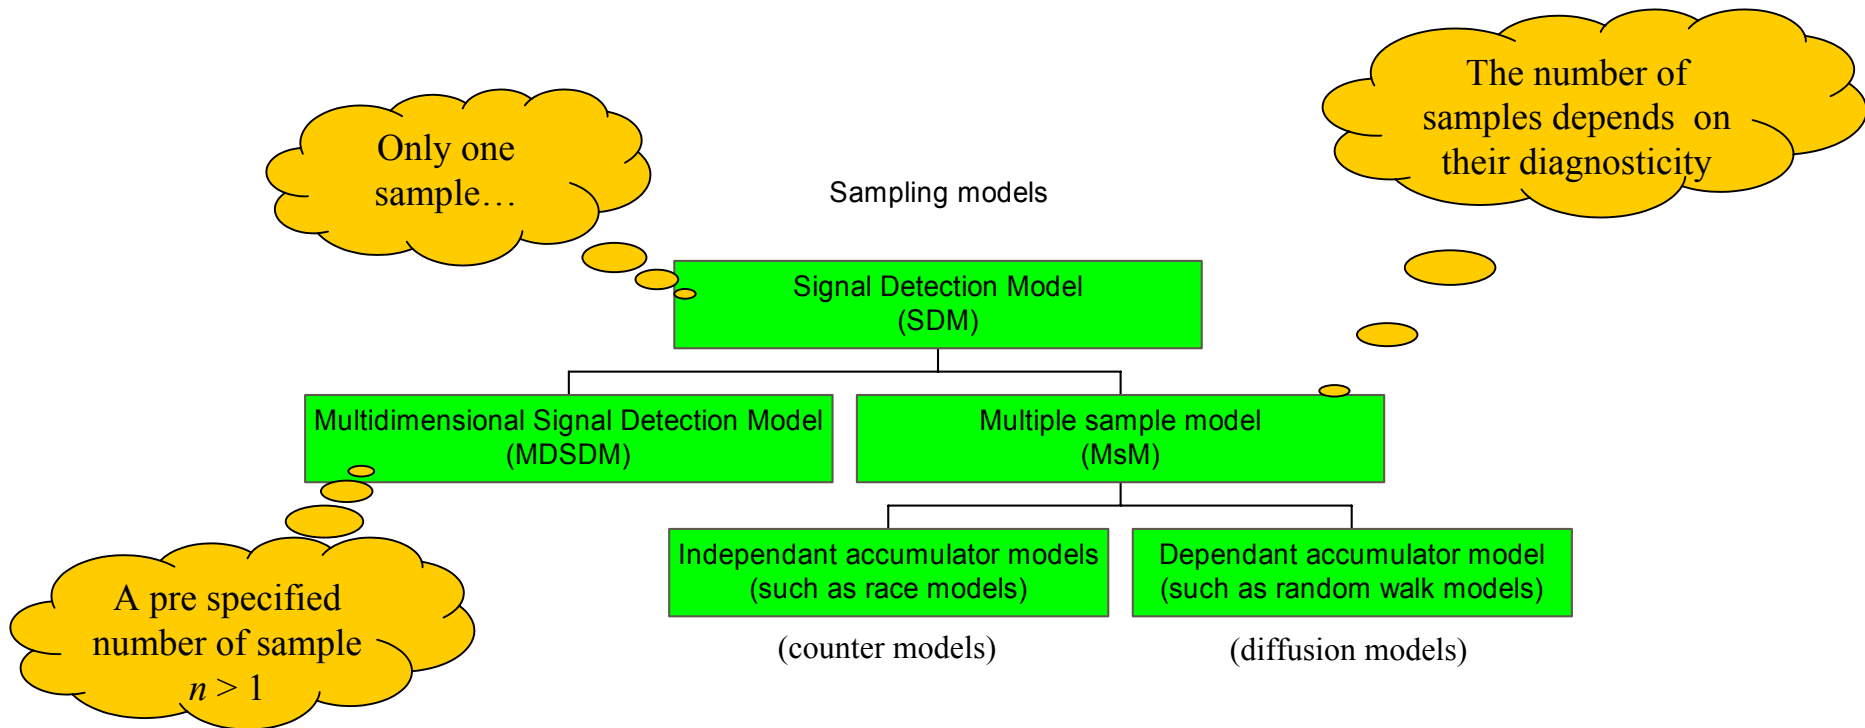 The number of
samples depends  on
their diagnosticity
Only one
sample…
Sampling models
Signal Detection Model
(SDM)
Multidimensional Signal Detection Model
(MDSDM)
Multiple sample model
(MsM)
Independant accumulator models
(such as race models)
Dependant accumulator model
(such as random walk models)
A pre specified
number of sample
n > 1
(counter models)
(diffusion models)